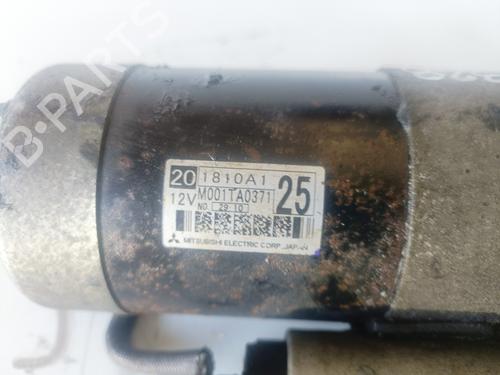 B-PARTS
20 1810A1
12V M001TA0371 25
NO. 29 10
MITSUBISHI ELECTRIC CORP. JAPAN